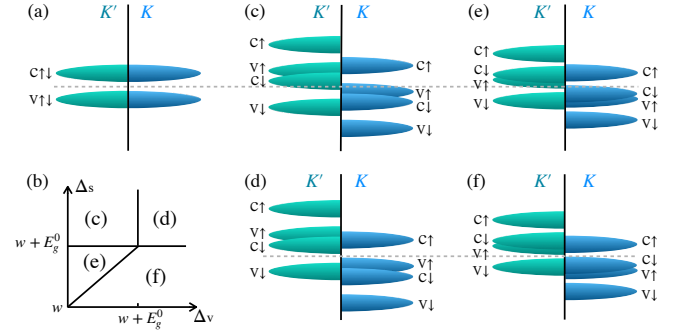 (a) K′ K
C↑↓
V↑↓
(b) Δs
(c) (d)
w + E_g^0
(e) (f)
w
w + E_g^0 Δv
(c) K′ K
C↑
V↑
C↓
V↓
C↑
V↑
C↓
V↓
(d) K′ K
C↑
V↑
C↓
V↓
C↑
V↑
C↓
V↓
(e) K′ K
C↑
C↓
V↑
V↓
C↑
C↓
V↑
V↓
(f) K′ K
C↑
C↓
V↑
V↓
C↑
C↓
V↑
V↓